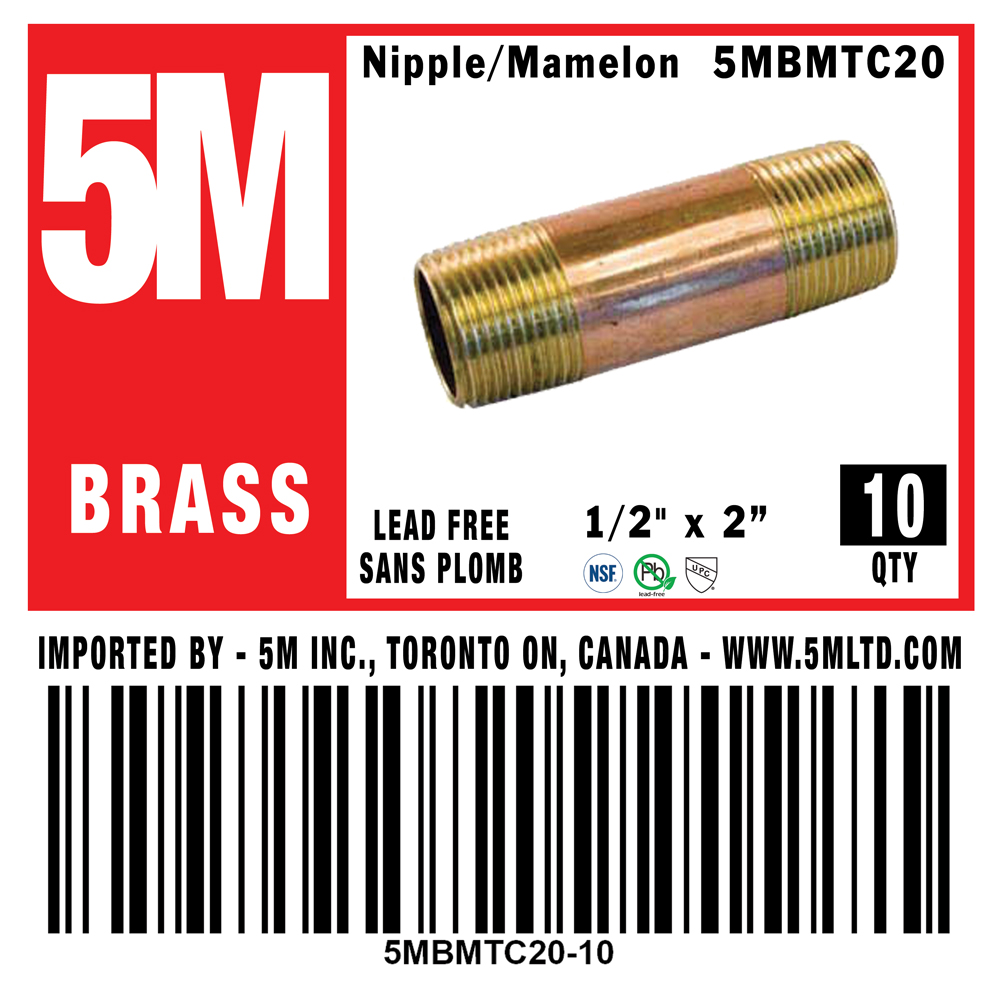 5M
BRASS
Nipple/Mamelon 5MBMTC20
LEAD FREE
SANS PLOMB
1/2" x 2”
NSF
Pb
lead-free
UPC
10
QTY
IMPORTED BY - 5M INC., TORONTO ON, CANADA - WWW.5MLTD.COM
5MBMTC20-10